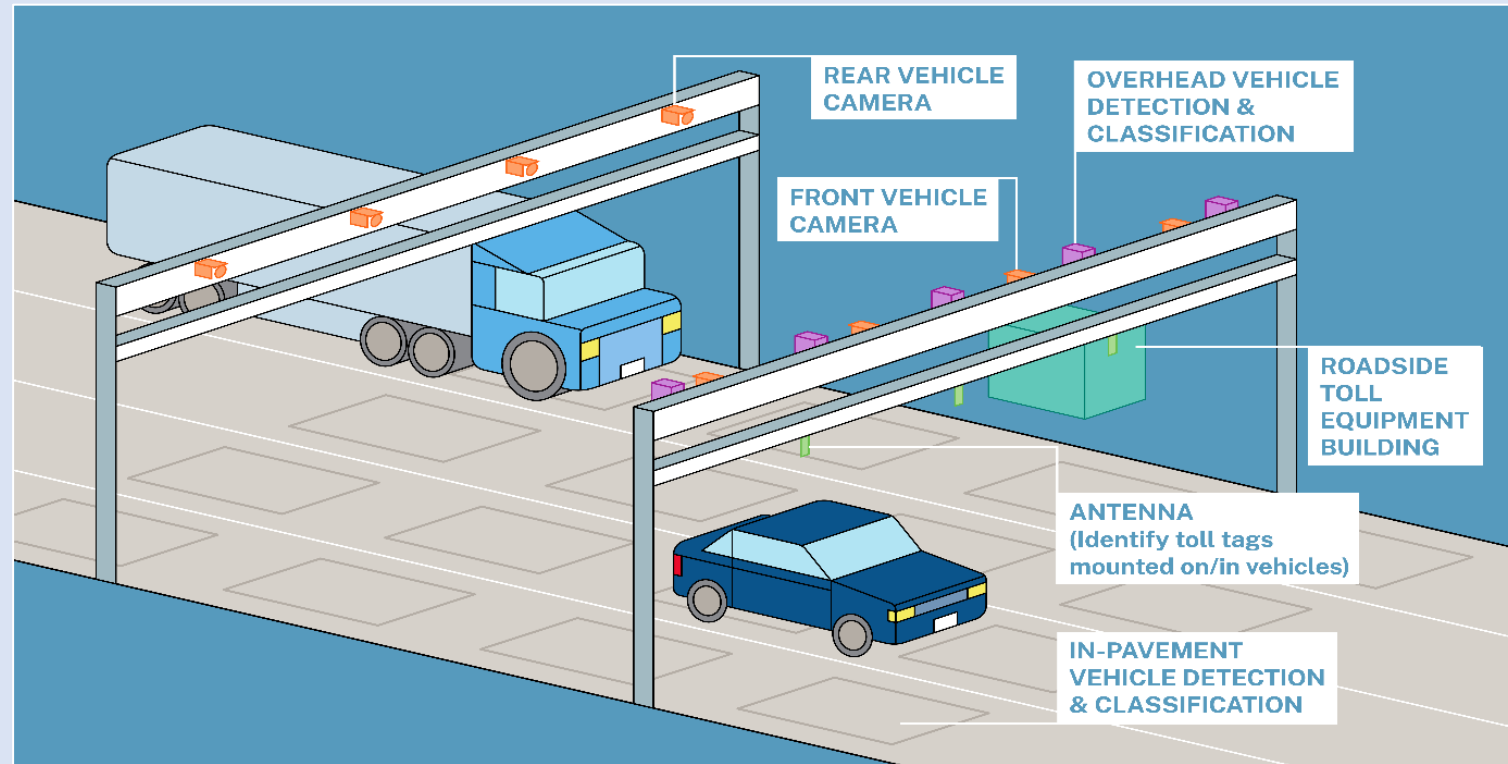 REAR VEHICLE
CAMERA
OVERHEAD VEHICLE
DETECTION &
CLASSIFICATION
FRONT VEHICLE
CAMERA
ROADSIDE
TOLL
EQUIPMENT
BUILDING
ANTENNA
(Identify toll tags
mounted on/in vehicles)
IN-PAVEMENT
VEHICLE DETECTION
& CLASSIFICATION